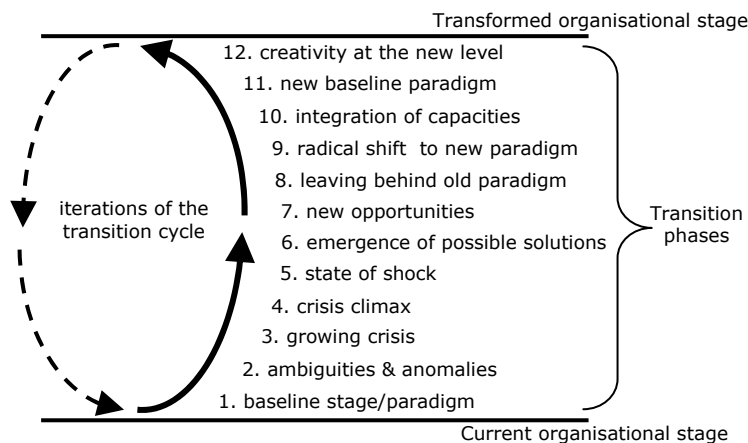 Transformed organisational stage
12. creativity at the new level
11. new baseline paradigm
10. integration of capacities
9. radical shift to new paradigm
8. leaving behind old paradigm
iterations of the
transition cycle
7. new opportunities
Transition
phases
6. emergence of possible solutions
5. state of shock
4. crisis climax
3. growing crisis
2. ambiguities & anomalies
1. baseline stage/paradigm
Current organisational stage